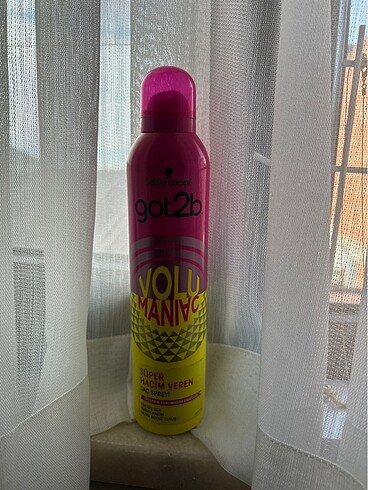 Schwarzkopf
got2b
VOLU
MANIAC
SÜPER
HACİM VEREN
SAÇ SPREYİ